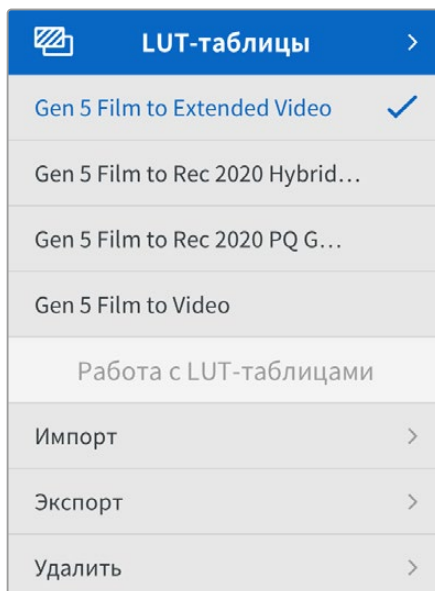 LUT-таблицы
Gen 5 Film to Extended Video
Gen 5 Film to Rec 2020 Hybrid...
Gen 5 Film to Rec 2020 PQ G...
Gen 5 Film to Video
Работа с LUT-таблицами
Импорт
Экспорт
Удалить